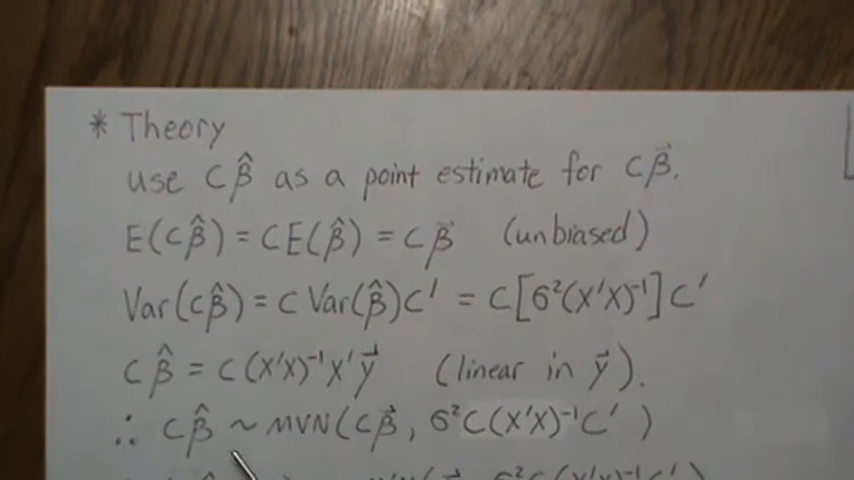 * Theory
use Cβ̂ as a point estimate for Cβ⃗.
E(Cβ̂) = CE(β̂) = Cβ⃗ (unbiased)
Var(Cβ̂) = C Var(β̂)C' = C[σ²(X'X)⁻¹]C'
Cβ̂ = C(X'X)⁻¹X'y⃗ (linear in y⃗).
∴ Cβ̂ ~ MVN(Cβ⃗, σ²C(X'X)⁻¹C')